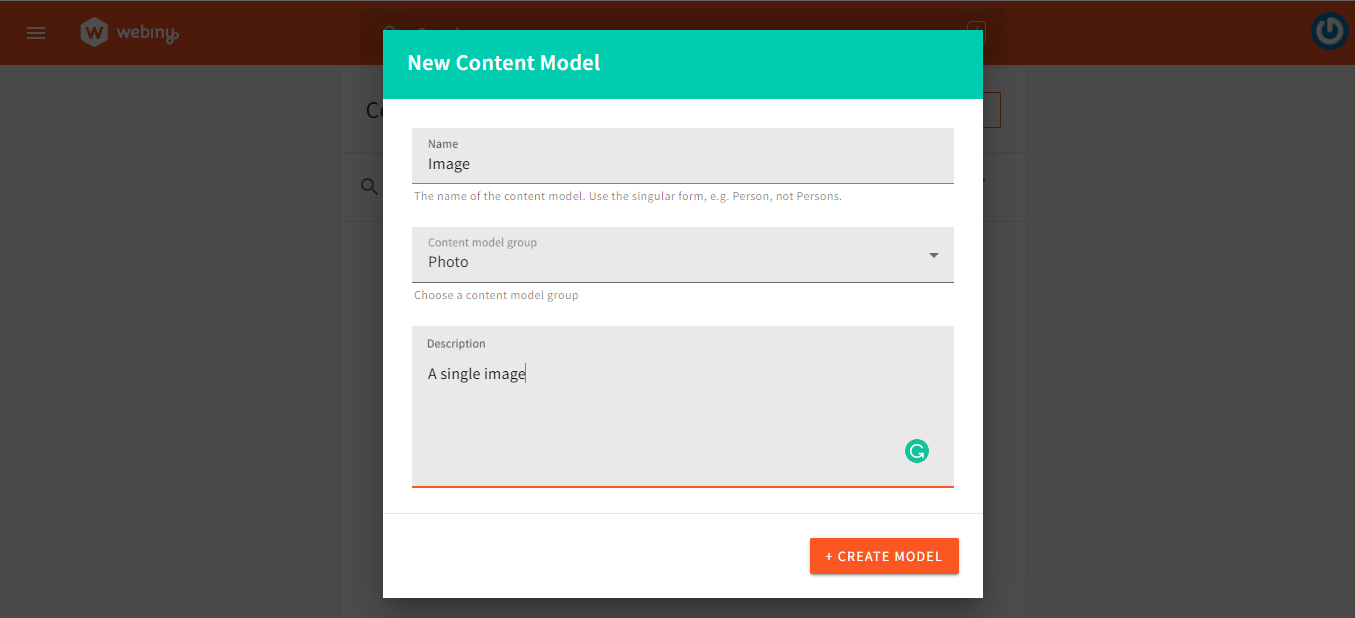 webiny
New Content Model
Name
Image
The name of the content model. Use the singular form, e.g. Person, not Persons.
Content model group
Photo
Choose a content model group
Description
A single image
+ CREATE MODEL